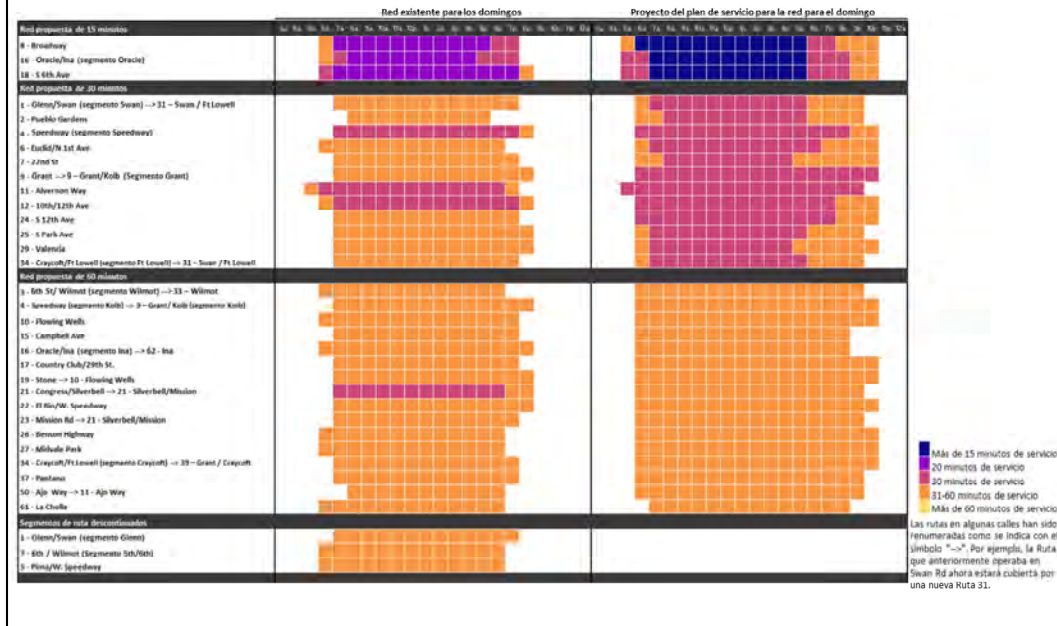 Red existente para los domingos
Proyecto del plan de servicio para la red para el domingo
Red propuesta de 15 minutos
8 - Broadway
16 - Oracle/Ina (segmento Oracle)
18 - S 6th Ave
Red propuesta de 30 minutos
1 - Glenn/Swan (segmento Swan) --> 31 – Swan / Ft Lowell
2 - Pueblo Gardens
4 - Speedway (segmento Speedway)
6 - Euclid/N 1st Ave
7 - 22nd St
9 - Grant --> 9 – Grant/Kolb (Segmento Grant)
11 - Alvernon Way
12 - 10th/12th Ave
24 - S 12th Ave
25 - S Park Ave
29 - Valencia
34 - Craycoft/Ft Lowell (segmento Ft Lowell) --> 31 - Swan / Ft Lowell
Red propuesta de 60 minutos
3 - 6th St/ Wilmot (segmento Wilmot) --> 33 – Wilmot
4 - Speedway (segmento Kolb) --> 9 – Grant/ Kolb (segmento Kolb)
10 - Flowing Wells
15 - Campbell Ave
16 - Oracle/Ina (segmento Ina) --> 62 - Ina
17 - Country Club/29th St.
19 - Stone --> 10 - Flowing Wells
21 - Congress/Silverbell --> 21 - Silverbell/Mission
22 - El Rio/W. Speedway
23 - Mission Rd --> 21 - Silverbell/Mission
26 - Benson Highway
27 - Midvale Park
34 - Craycoft/Ft Lowell (segmento Craycoft) --> 39 – Grant / Craycoft
37 - Pantano
50 - Ajo Way --> 11 - Ajo Way
61 - La Cholla
Segmentos de ruta descontinuados
1 - Glenn/Swan (segmento Glenn)
7 - 6th / Wilmot (Segmento 5th/6th)
5 - Pima/W. Speedway
Más de 15 minutos de servicio
20 minutos de servicio
30 minutos de servicio
31-60 minutos de servicio
Más de 60 minutos de servicio
Las rutas en algunas calles han sido
renumeradas como se indica con el
símbolo "-->". Por ejemplo, la Ruta
que anteriormente operaba en
Swan Rd ahora estará cubierta por
una nueva Ruta 31.